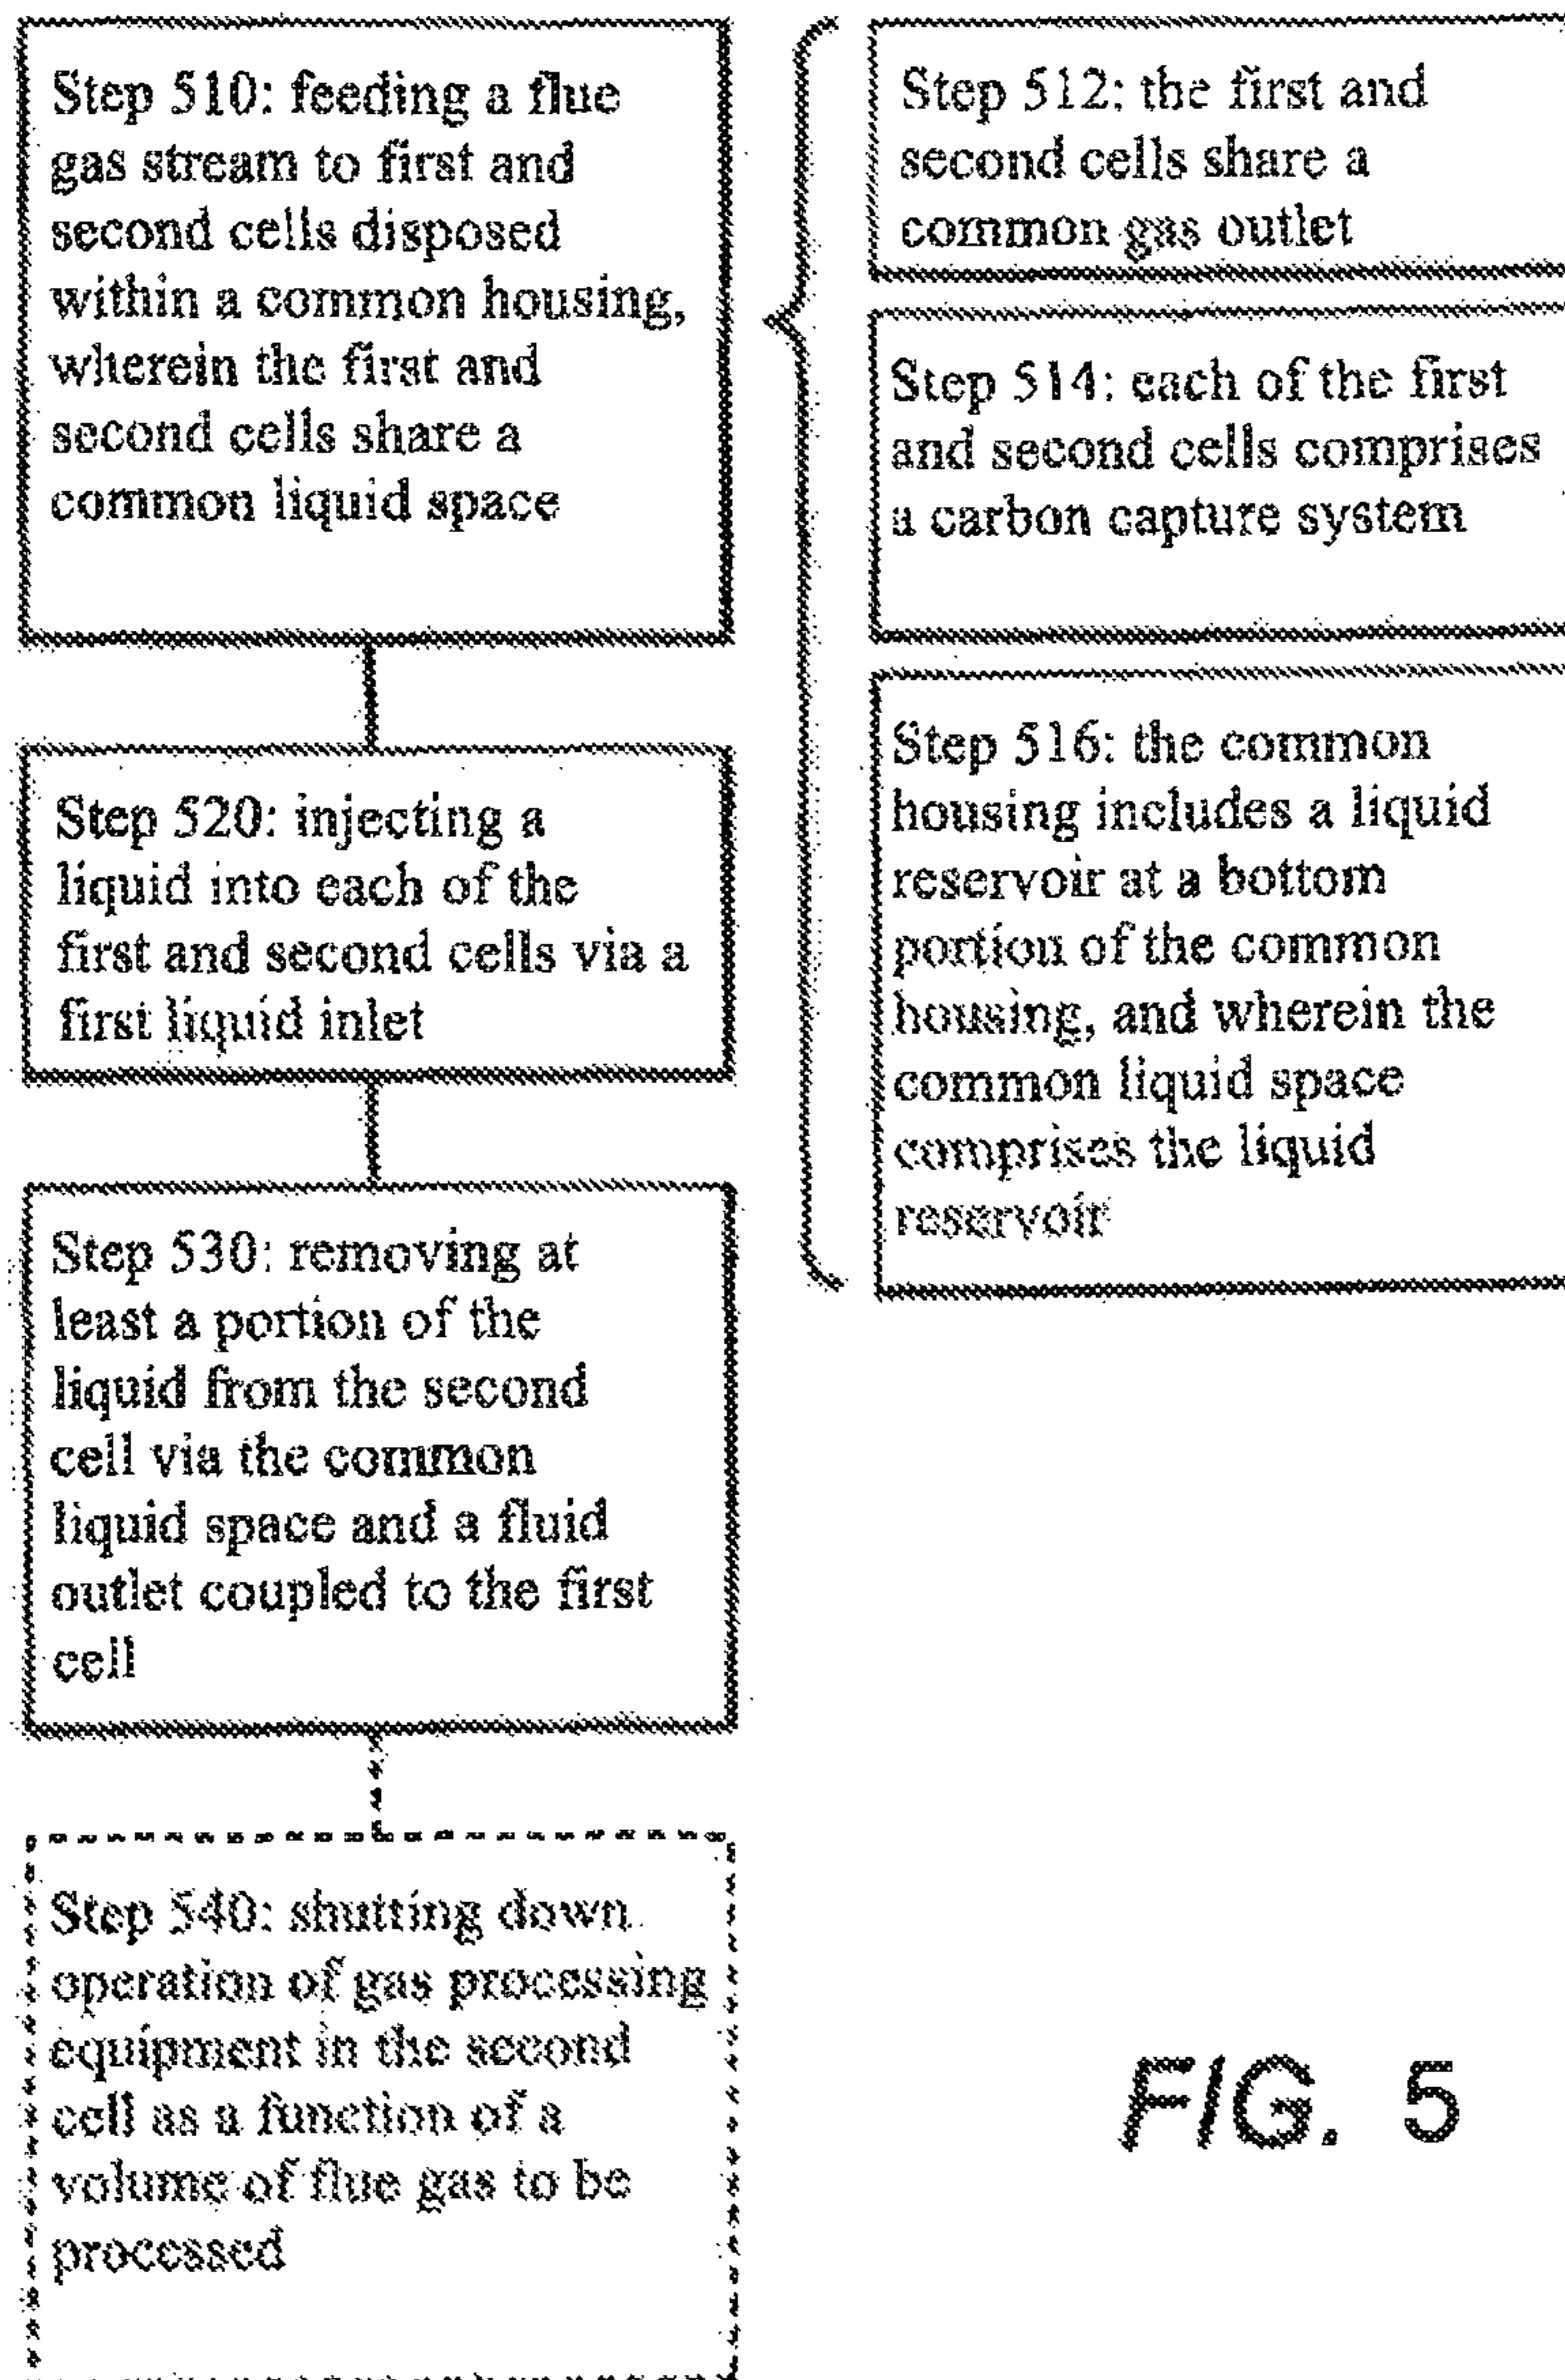 Step 510: feeding a flue
gas stream to first and
second cells disposed
within a common housing,
wherein the first and
second cells share a
common liquid space
Step 520: injecting a
liquid into each of the
first and second cells via a
first liquid inlet
Step 530: removing at
least a portion of the
liquid from the second
cell via the common
liquid space and a fluid
outlet coupled to the first
cell
Step 540: shutting down
operation of gas processing
equipment in the second
cell as a function of a
volume of flue gas to be
processed
Step 512: the first and
second cells share a
common gas outlet
Step 514: each of the first
and second cells comprises
a carbon capture system
Step 516: the common
housing includes a liquid
reservoir at a bottom
portion of the common
housing, and wherein the
common liquid space
comprises the liquid
reservoir
FIG. 5